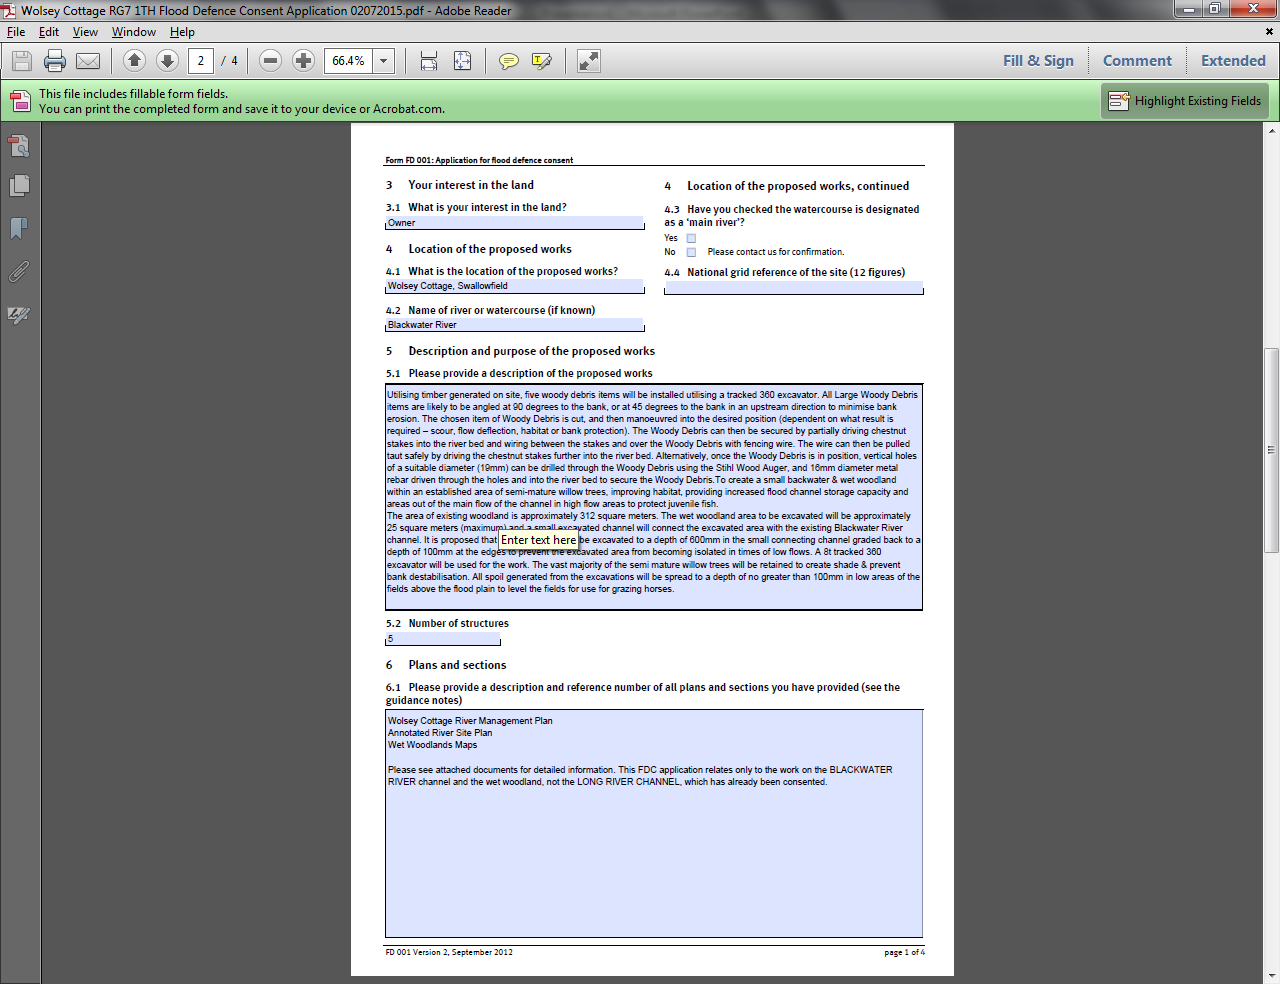 Wolsey Cottage RG7 1TH Flood Defence Consent Application 02072015.pdf - Adobe Reader
File Edit View Window Help
2 / 4 66.4% Fill & Sign Comment Extended
This file includes fillable form fields.
You can print the completed form and save it to your device or Acrobat.com.
Highlight Existing Fields
Form FD 001: Application for flood defence consent
3 Your interest in the land
3.1 What is your interest in the land?
Owner
4 Location of the proposed works
4.1 What is the location of the proposed works?
Wolsey Cottage, Swallowfield
4.2 Name of river or watercourse (if known)
Blackwater River
4 Location of the proposed works, continued
4.3 Have you checked the watercourse is designated
as a ‘main river’?
Yes
No Please contact us for confirmation.
4.4 National grid reference of the site (12 figures)
5 Description and purpose of the proposed works
5.1 Please provide a description of the proposed works
Utilising timber generated on site, five woody debris items will be installed utilising a tracked 360 excavator. All Large Woody Debris
items are likely to be angled at 90 degrees to the bank, or at 45 degrees to the bank in an upstream direction to minimise bank
erosion. The chosen item of Woody Debris is cut, and then manoeuvred into the desired position (dependent on what result is
required – scour, flow deflection, habitat or bank protection). The Woody Debris can then be secured by partially driving chestnut
stakes into the river bed and wiring between the stakes and over the Woody Debris with fencing wire. The wire can then be pulled
taut safely by driving the chestnut stakes further into the river bed. Alternatively, once the Woody Debris is in position, vertical holes
of a suitable diameter (19mm) can be drilled through the Woody Debris using the Stihl Wood Auger, and 16mm diameter metal
rebar driven through the holes and into the river bed to secure the Woody Debris.To create a small backwater & wet woodland
within an established area of semi-mature willow trees, improving habitat, providing increased flood channel storage capacity and
areas out of the main flow of the channel in high flow areas to protect juvenile fish.
The area of existing woodland is approximately 312 square meters. The wet woodland area to be excavated will be approximately
25 square meters (maximum) and a small excavated channel will connect the excavated area with the existing Blackwater River
channel. It is proposed that Enter text here be excavated to a depth of 600mm in the small connecting channel graded back to a
depth of 100mm at the edges to prevent the excavated area from becoming isolated in times of low flows. A 8t tracked 360
excavator will be used for the work. The vast majority of the semi mature willow trees will be retained to create shade & prevent
bank destabilisation. All spoil generated from the excavations will be spread to a depth of no greater than 100mm in low areas of the
fields above the flood plain to level the fields for use for grazing horses.
5.2 Number of structures
5
6 Plans and sections
6.1 Please provide a description and reference number of all plans and sections you have provided (see the
guidance notes)
Wolsey Cottage River Management Plan
Annotated River Site Plan
Wet Woodlands Maps
Please see attached documents for detailed information. This FDC application relates only to the work on the BLACKWATER
RIVER channel and the wet woodland, not the LONG RIVER CHANNEL, which has already been consented.
FD 001 Version 2, September 2012 page 1 of 4